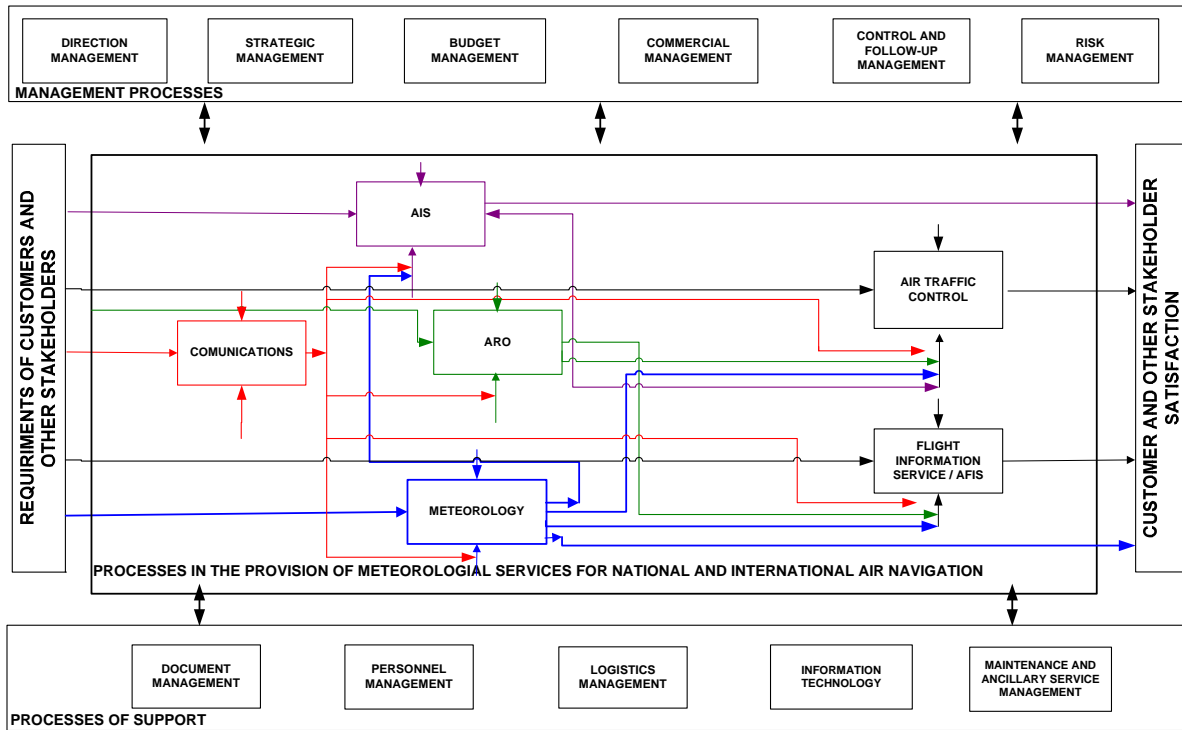 DIRECTION
MANAGEMENT
STRATEGIC
MANAGEMENT
BUDGET
MANAGEMENT
COMMERCIAL
MANAGEMENT
CONTROL AND
FOLLOW-UP
MANAGEMENT
RISK
MANAGEMENT
MANAGEMENT PROCESSES
REQUIRIMENTS OF CUSTOMERS AND
OTHER STAKEHOLDERS
AIS
AIR TRAFFIC
CONTROL
COMUNICATIONS
ARO
FLIGHT
INFORMATION
SERVICE / AFIS
METEOROLOGY
PROCESSES IN THE PROVISION OF METEOROLOGIAL SERVICES FOR NATIONAL AND INTERNATIONAL AIR NAVIGATION
CUSTOMER AND OTHER STAKEHOLDER
SATISFACTION
DOCUMENT
MANAGEMENT
PERSONNEL
MANAGEMENT
LOGISTICS
MANAGEMENT
INFORMATION
TECHNOLOGY
MAINTENANCE AND
ANCILLARY SERVICE
MANAGEMENT
PROCESSES OF SUPPORT